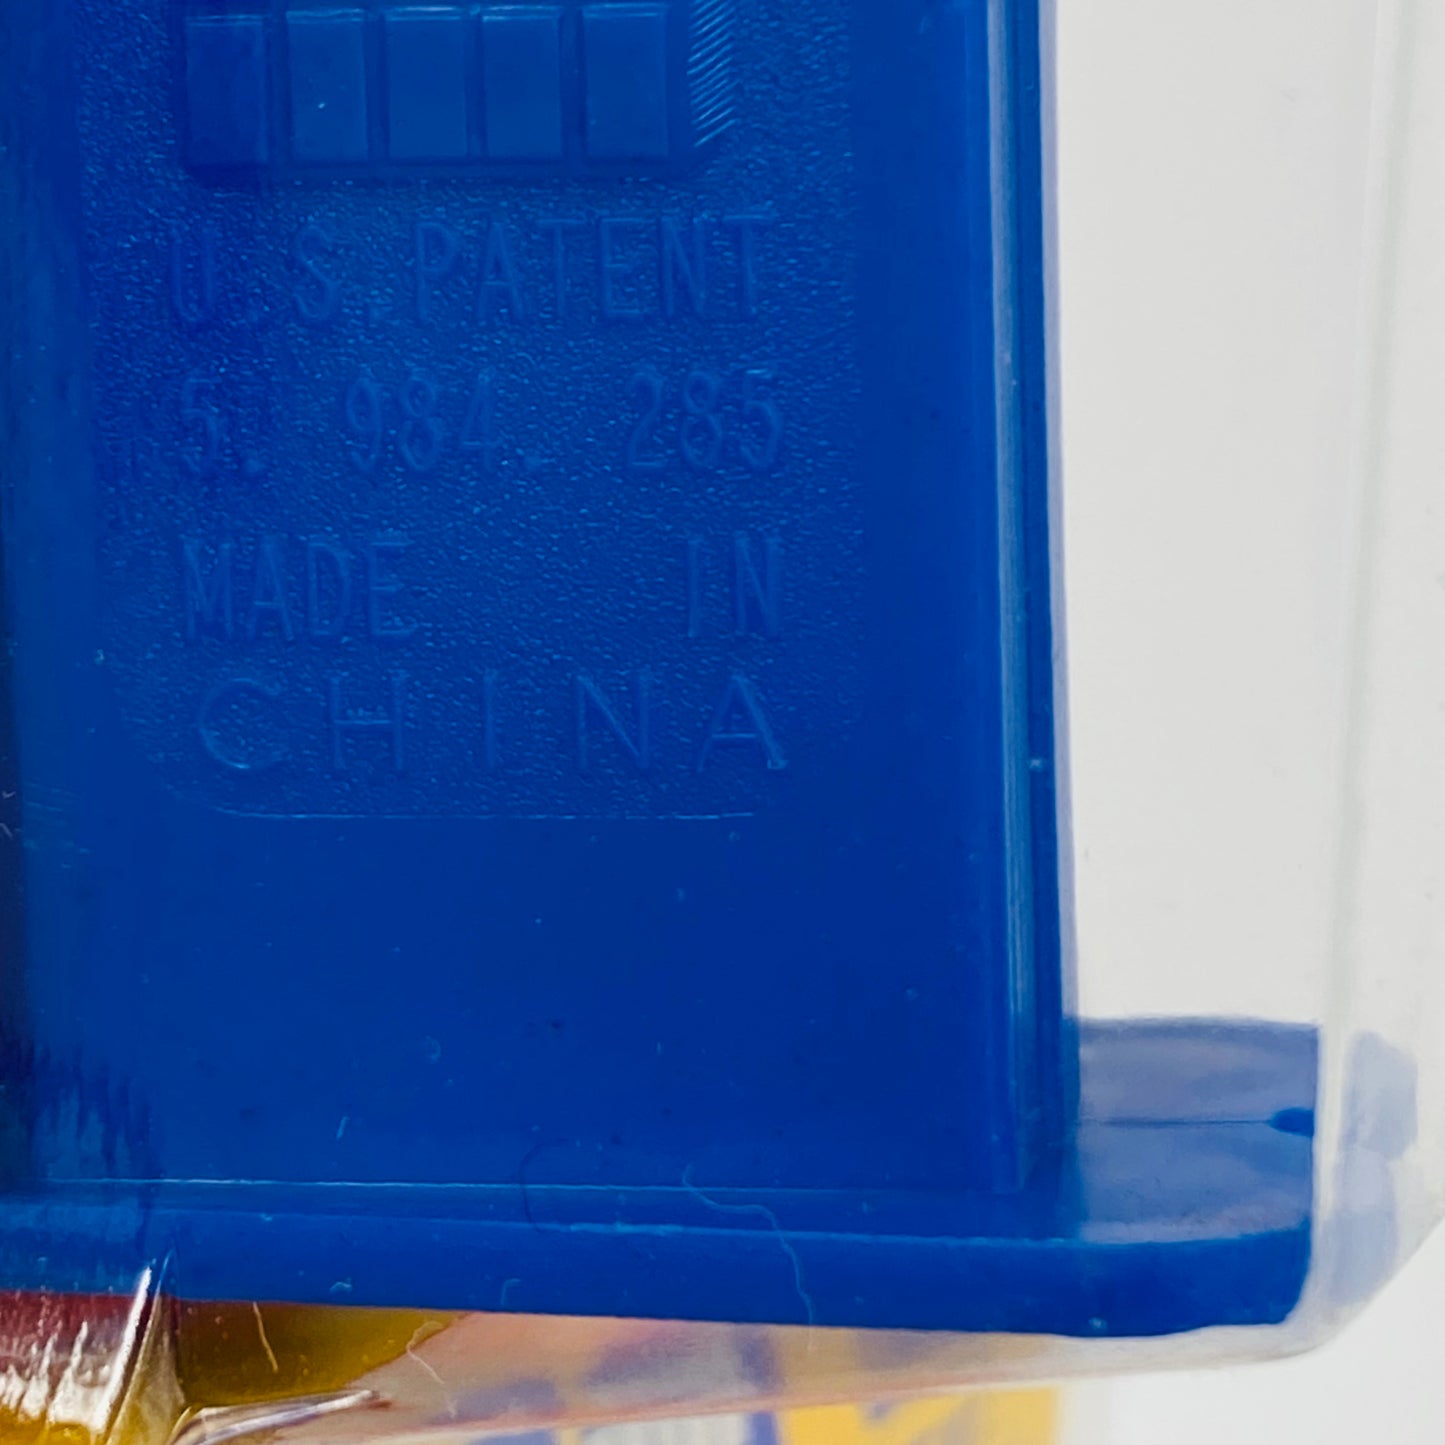 U.S.PATENT
5. 984. 285
MADE IN
CHINA